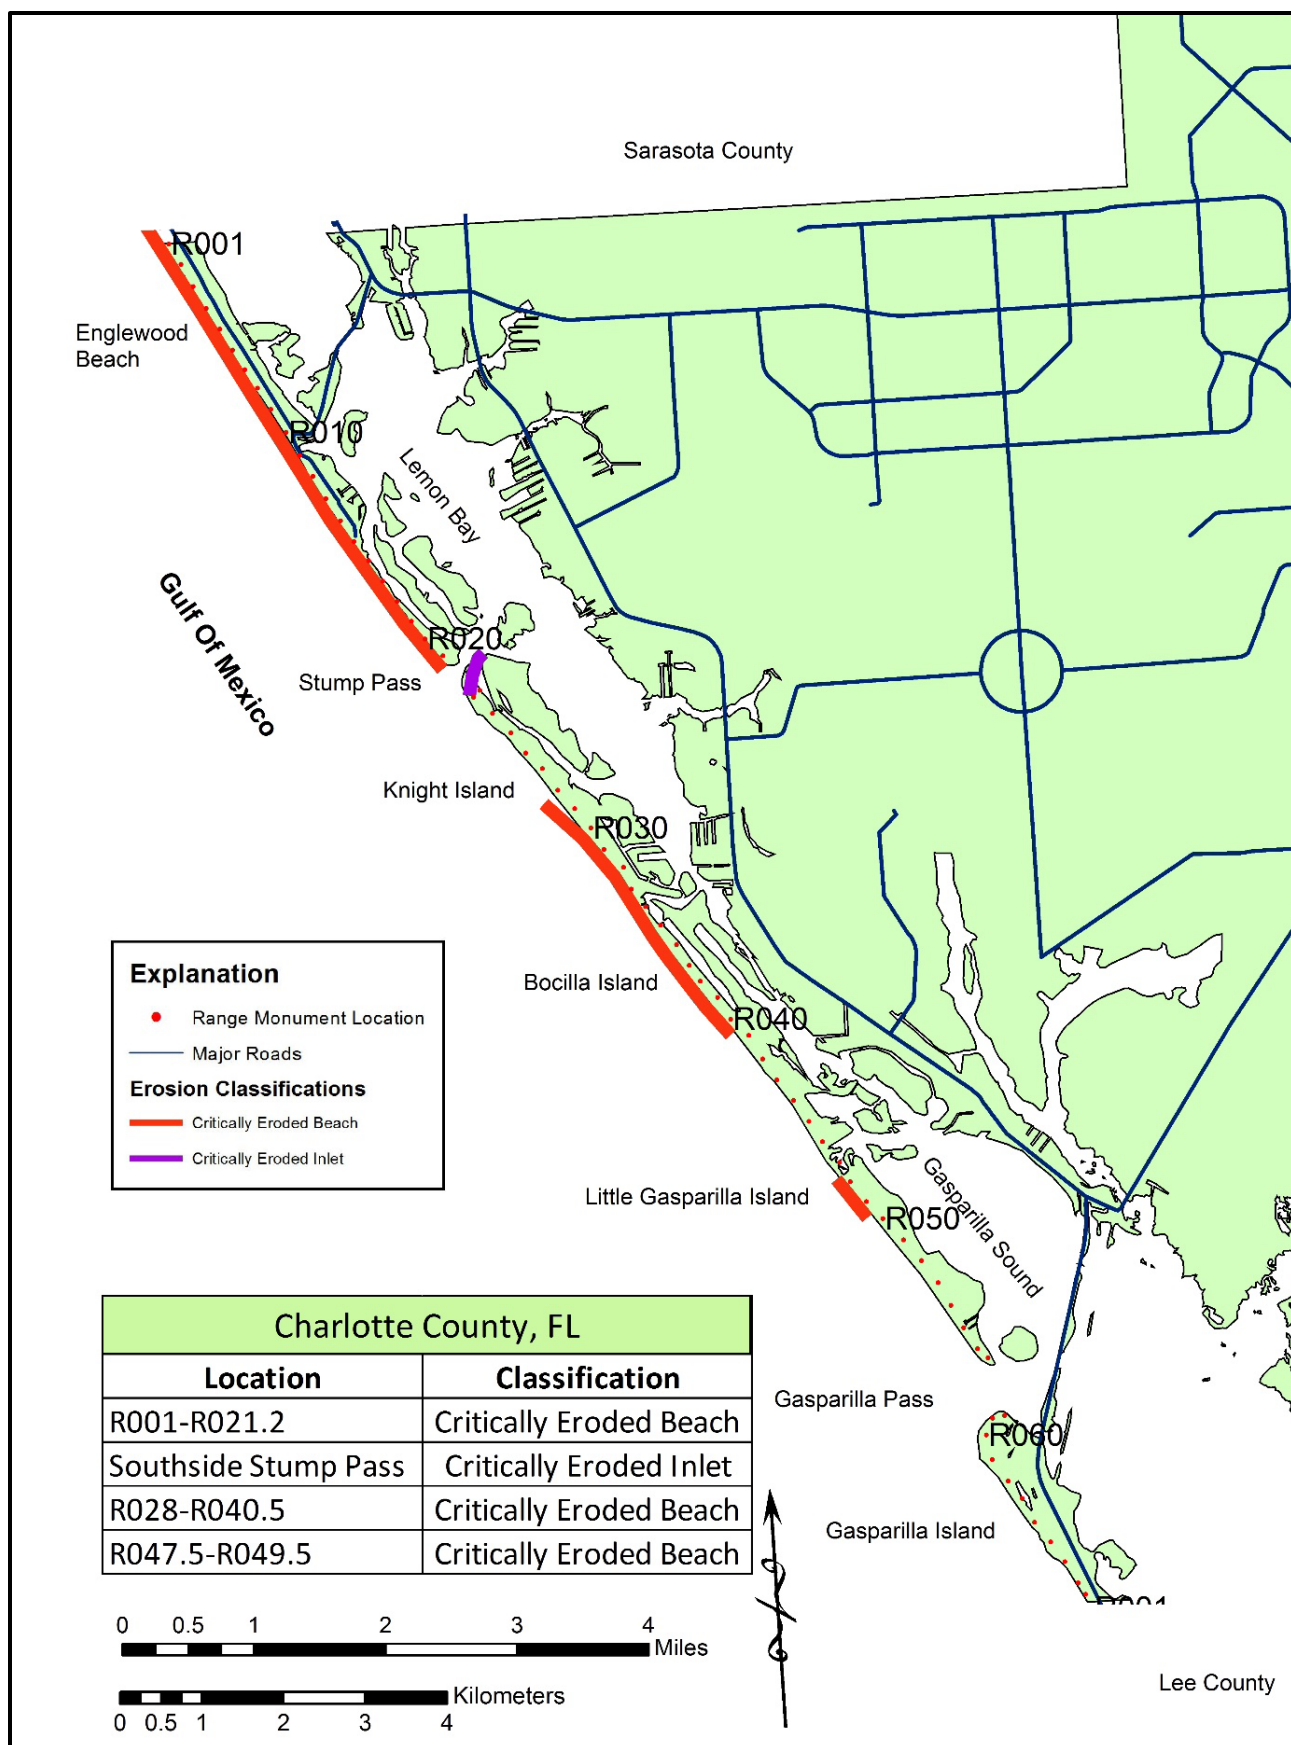 Sarasota County
R001
Englewood
Beach
R010
Lemon Bay
Gulf Of Mexico
R020
Stump Pass
Knight Island
R030
Bocilla Island
R040
Explanation
Range Monument Location
Major Roads
Erosion Classifications
Critically Eroded Beach
Critically Eroded Inlet
Little Gasparilla Island
Gasparilla Sound
R050
Charlotte County, FL
Location Classification
R001-R021.2 Critically Eroded Beach
Southside Stump Pass Critically Eroded Inlet
R028-R040.5 Critically Eroded Beach
R047.5-R049.5 Critically Eroded Beach
Gasparilla Pass
R060
Gasparilla Island
0 0.5 1 2 3 4
Miles
Kilometers
0 0.5 1 2 3 4
Lee County